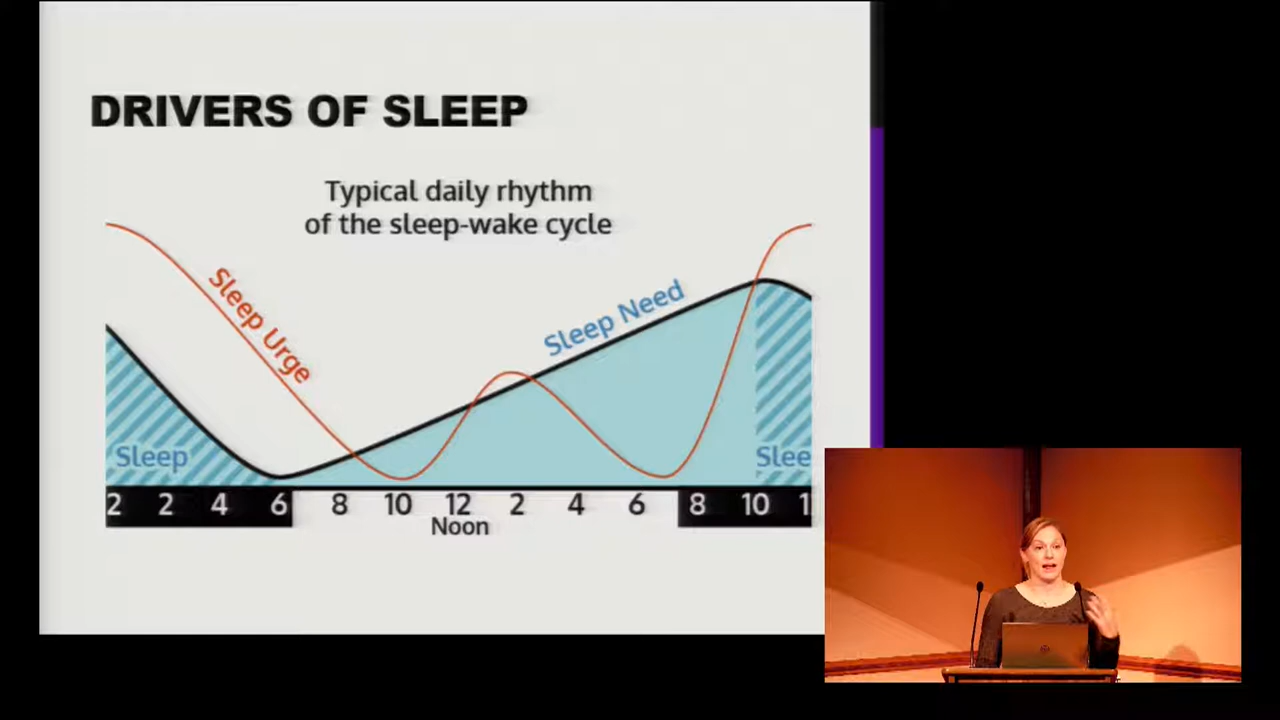 DRIVERS OF SLEEP
Typical daily rhythm
of the sleep-wake cycle
Sleep Urge
Sleep Need
Sleep
Slee
2 2 4 6 8 10 12 2 4 6 8 10 1
Noon